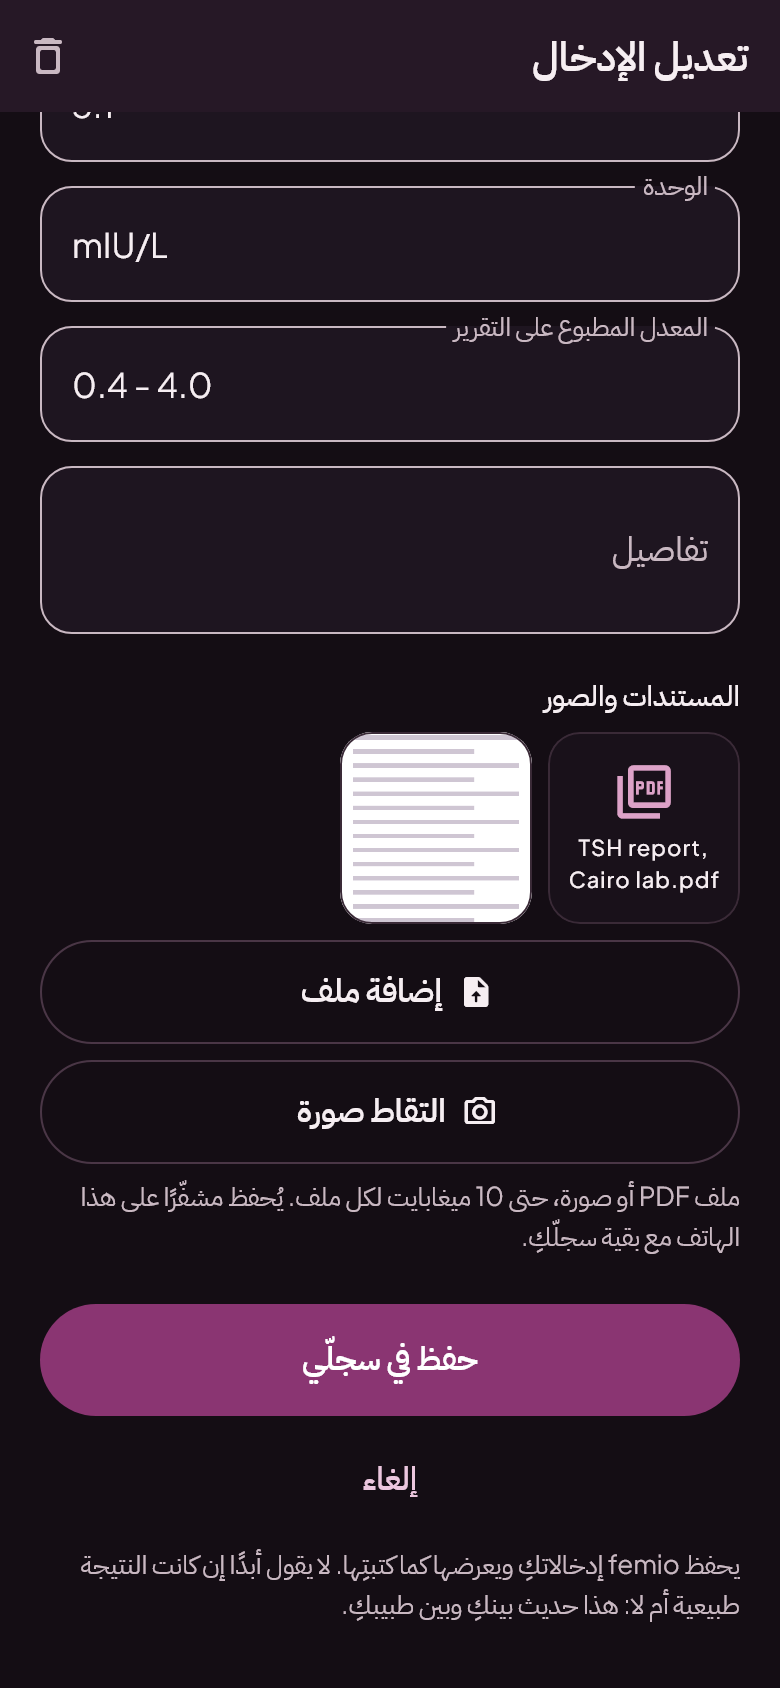 تعديل الإدخال
الوحدة
mIU/L
المعدل المطبوع على التقرير
0.4 – 4.0
تفاصيل
المستندات والصور
PDF
TSH report,
Cairo lab.pdf
إضافة ملف
التقاط صورة
ملف PDF أو صورة، حتى 10 ميغابايت لكل ملف. يُحفظ مشفّرًا على هذا
الهاتف مع بقية سجلّكِ.
حفظ في سجلّي
إلغاء
يحفظ femio إدخالاتكِ ويعرضها كما كتبتِها. لا يقول أبدًا إن كانت النتيجة
طبيعية أم لا: هذا حديث بينكِ وبين طبيبكِ.